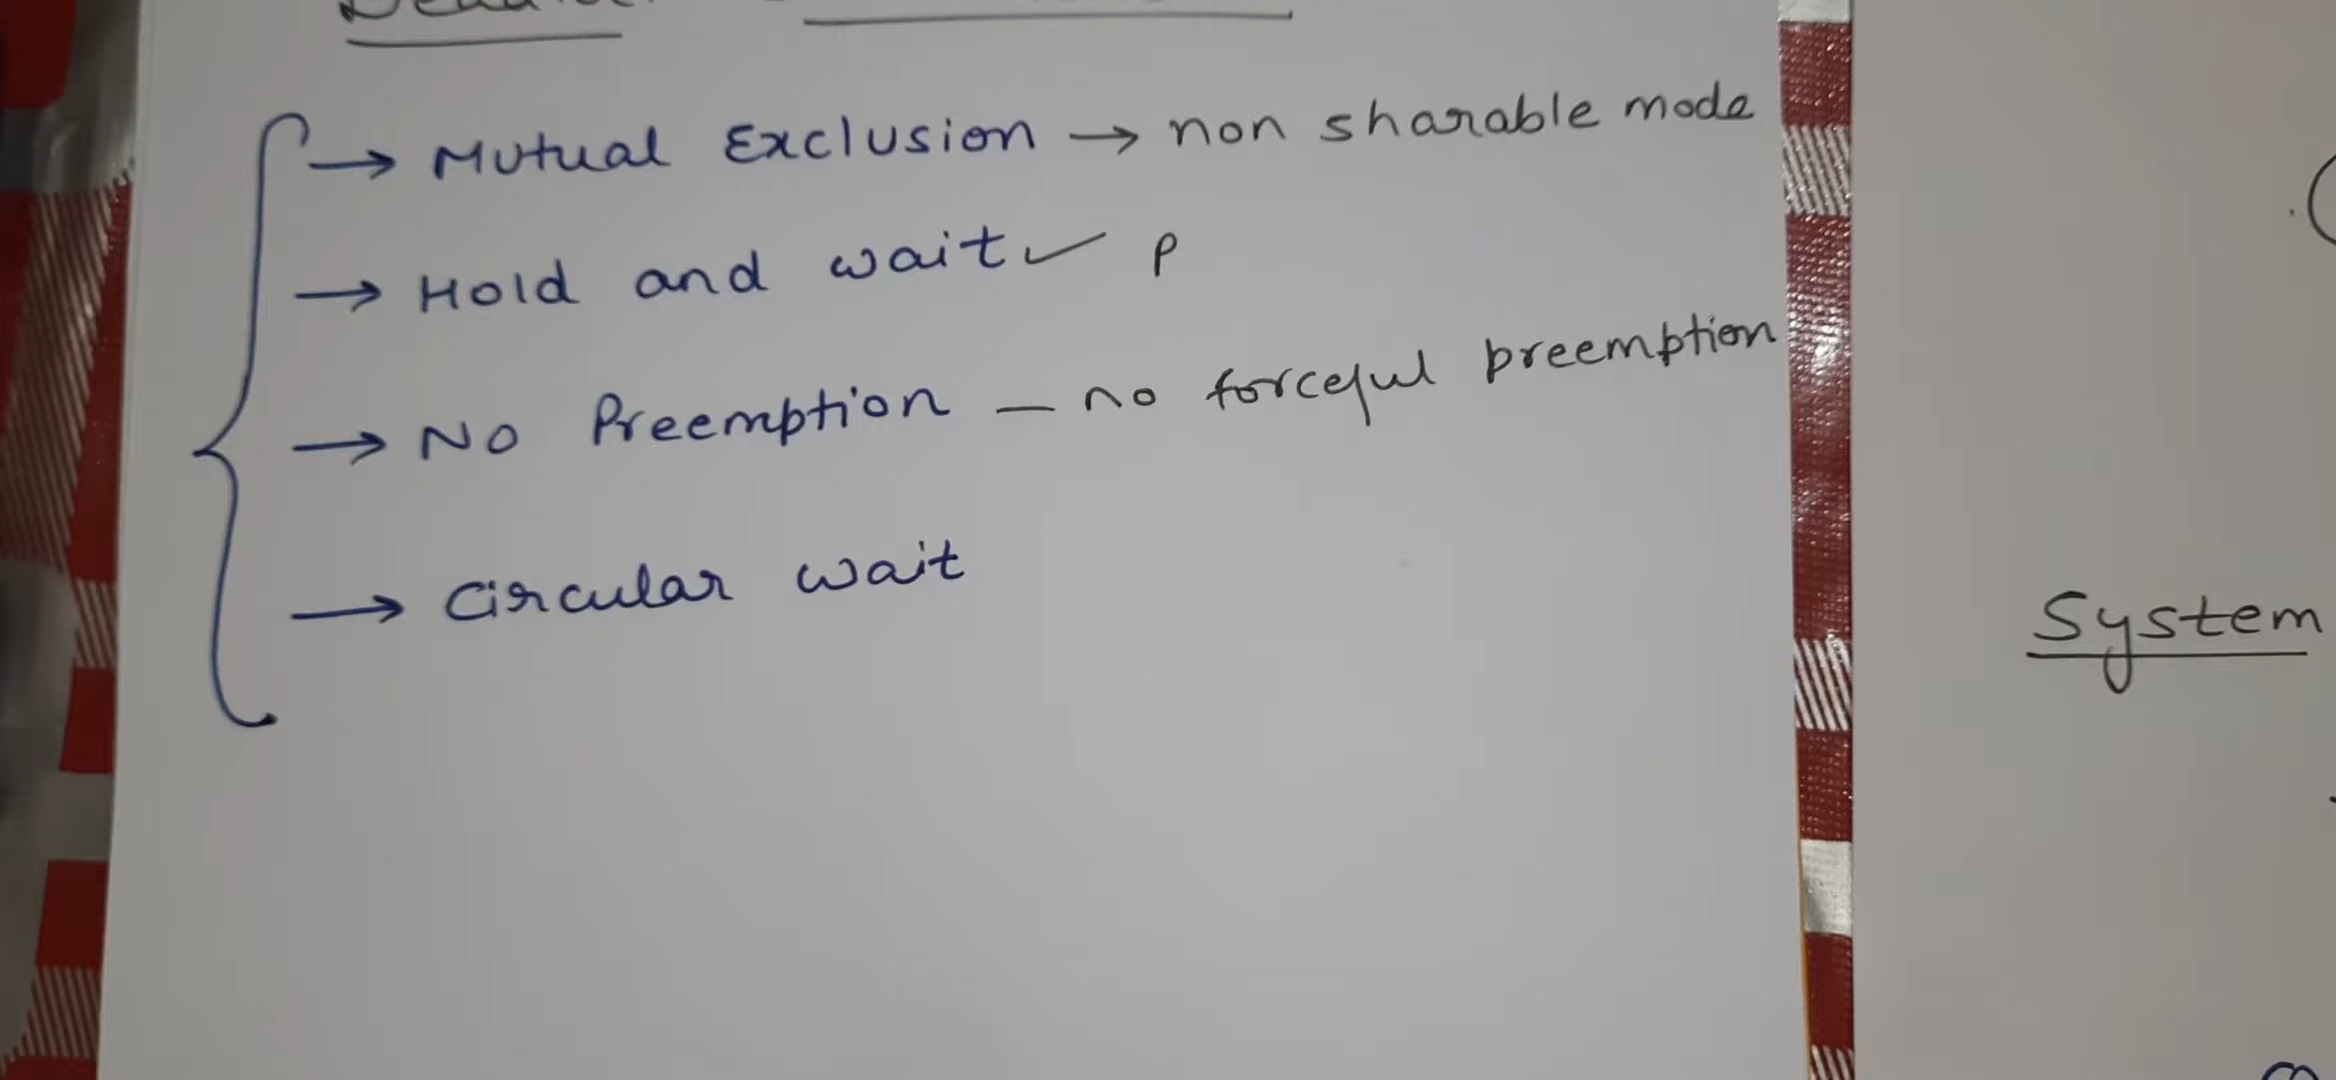 → Mutual Exclusion → non sharable mode
→ Hold and wait ✓ P
→ No Preemption — no forceful preemption
→ Circular wait
System